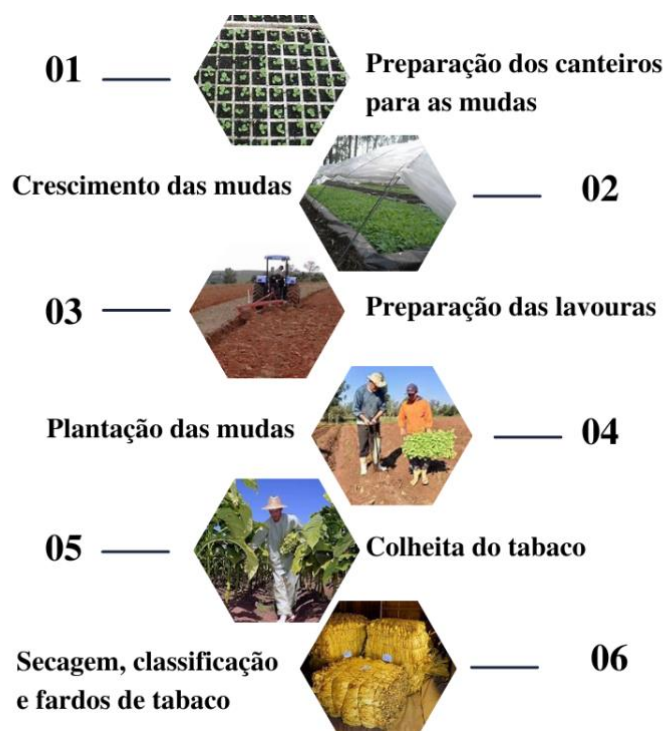 01
Preparação dos canteiros
para as mudas
Crescimento das mudas
02
03
Preparação das lavouras
Plantação das mudas
04
05
Colheita do tabaco
Secagem, classificação
e fardos de tabaco
06